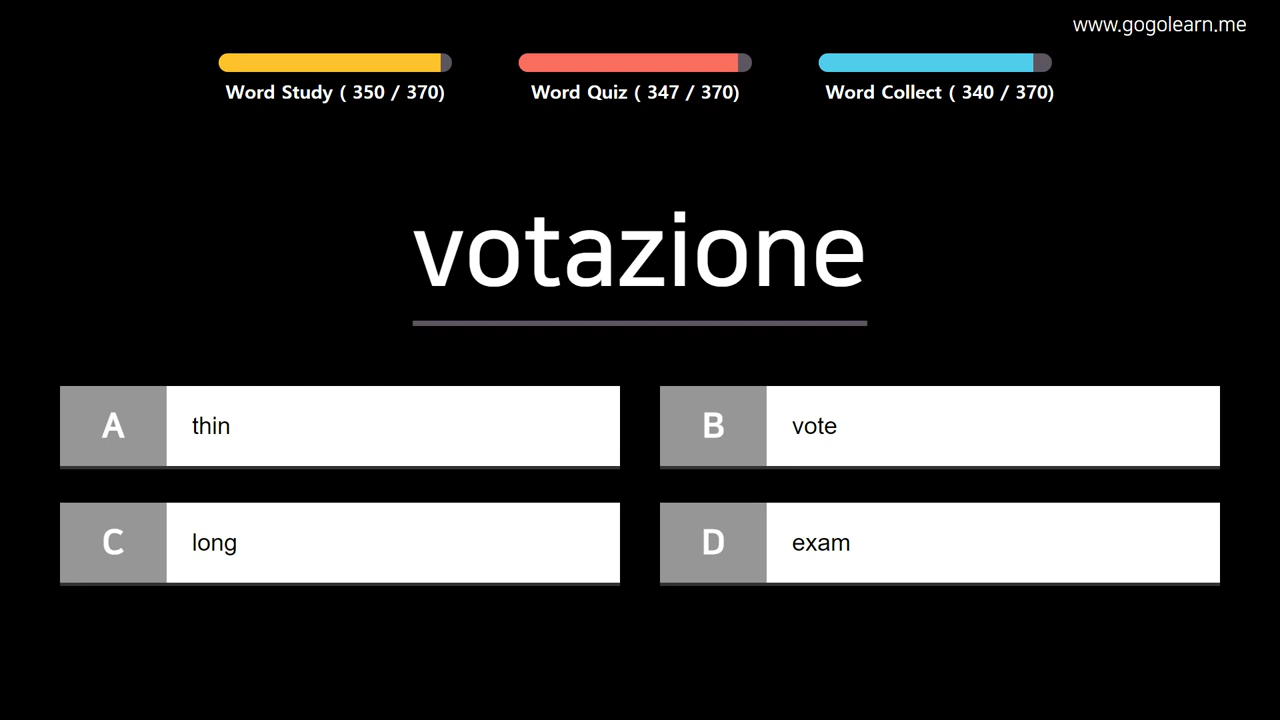 www.gogolearn.me
Word Study ( 350 / 370)
Word Quiz ( 347 / 370)
Word Collect ( 340 / 370)
votazione
A
thin
B
vote
C
long
D
exam